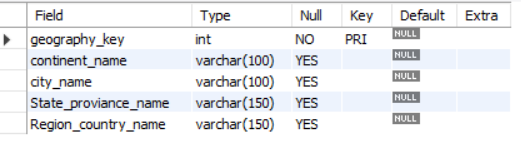 Field Type Null Key Default Extra
geography_key int NO PRI NULL
continent_name varchar(100) YES NULL
city_name varchar(100) YES NULL
State_proviance_name varchar(150) YES NULL
Region_country_name varchar(150) YES NULL